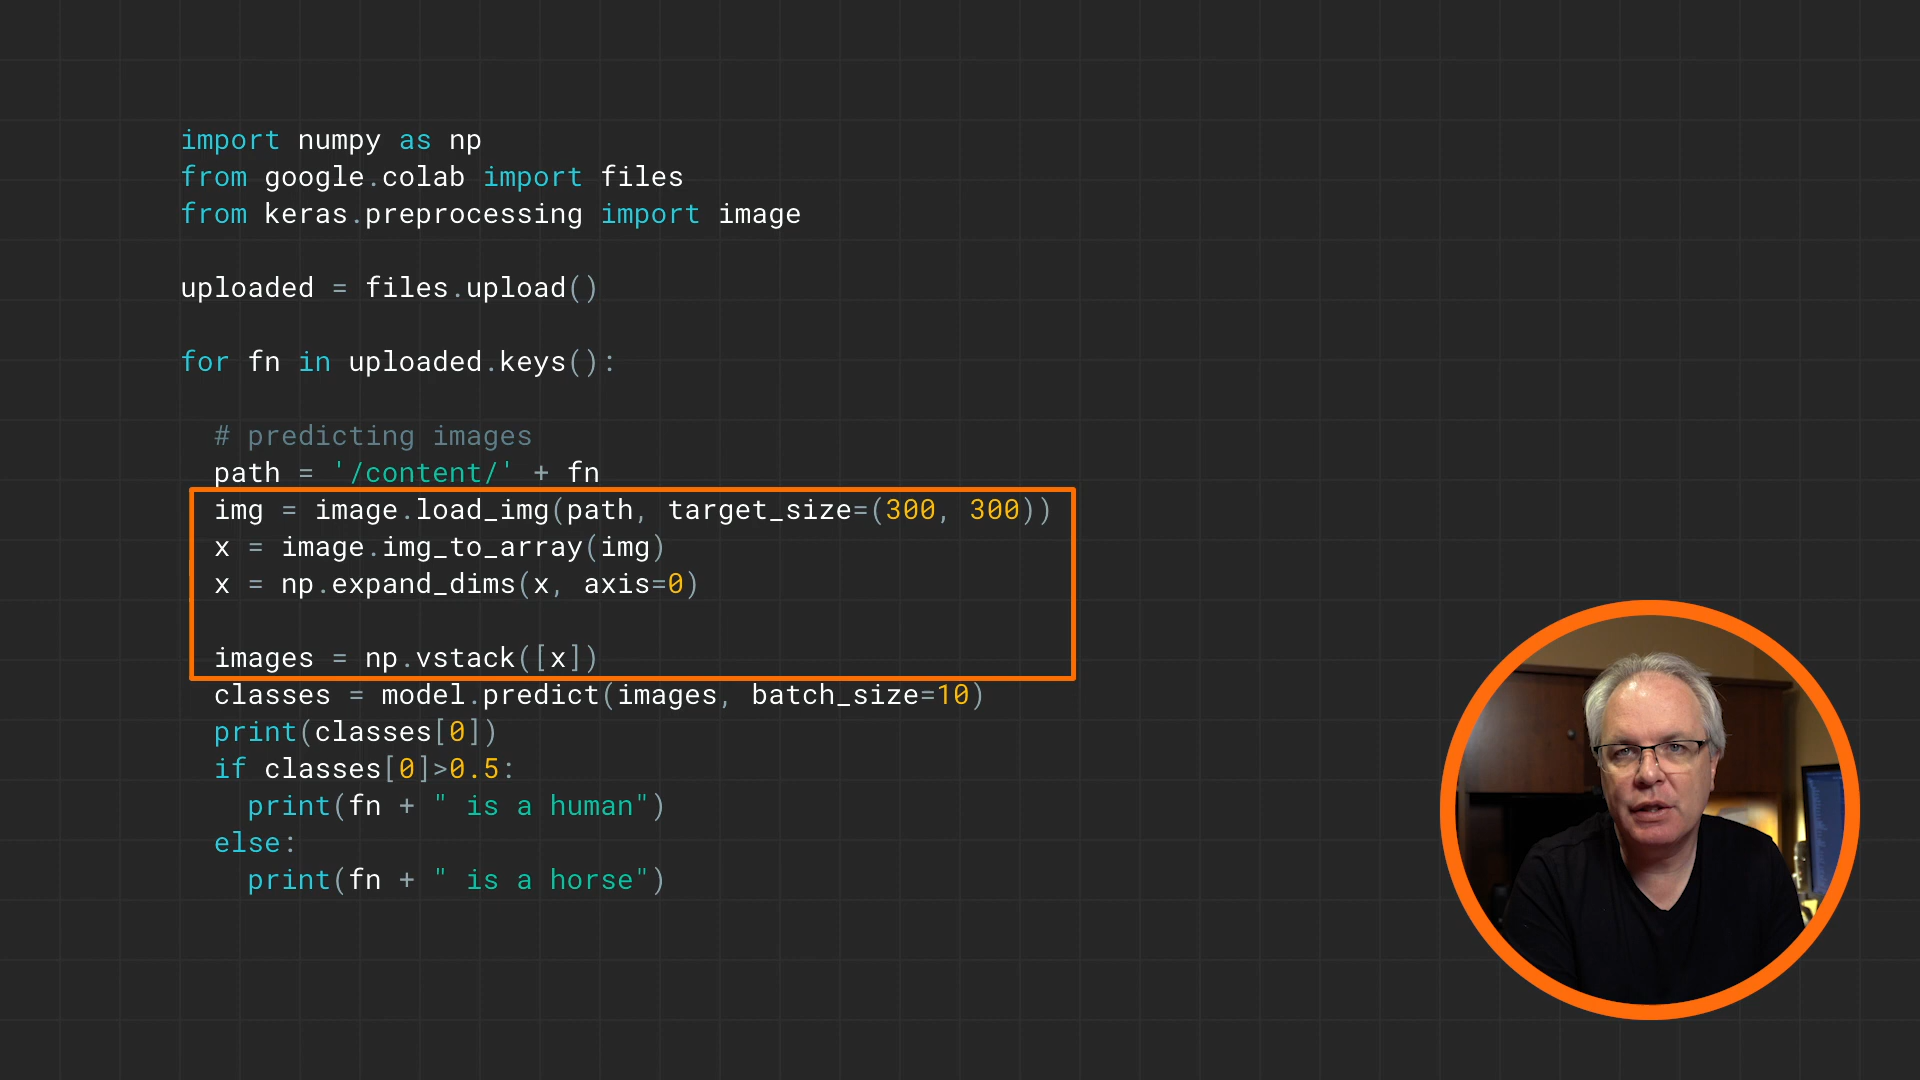 import numpy as np
from google.colab import files
from keras.preprocessing import image
uploaded = files.upload()
for fn in uploaded.keys():
# predicting images
path = '/content/' + fn
img = image.load_img(path, target_size=(300, 300))
x = image.img_to_array(img)
x = np.expand_dims(x, axis=0)
images = np.vstack([x])
classes = model.predict(images, batch_size=10)
print(classes[0])
if classes[0]>0.5:
print(fn + " is a human")
else:
print(fn + " is a horse")